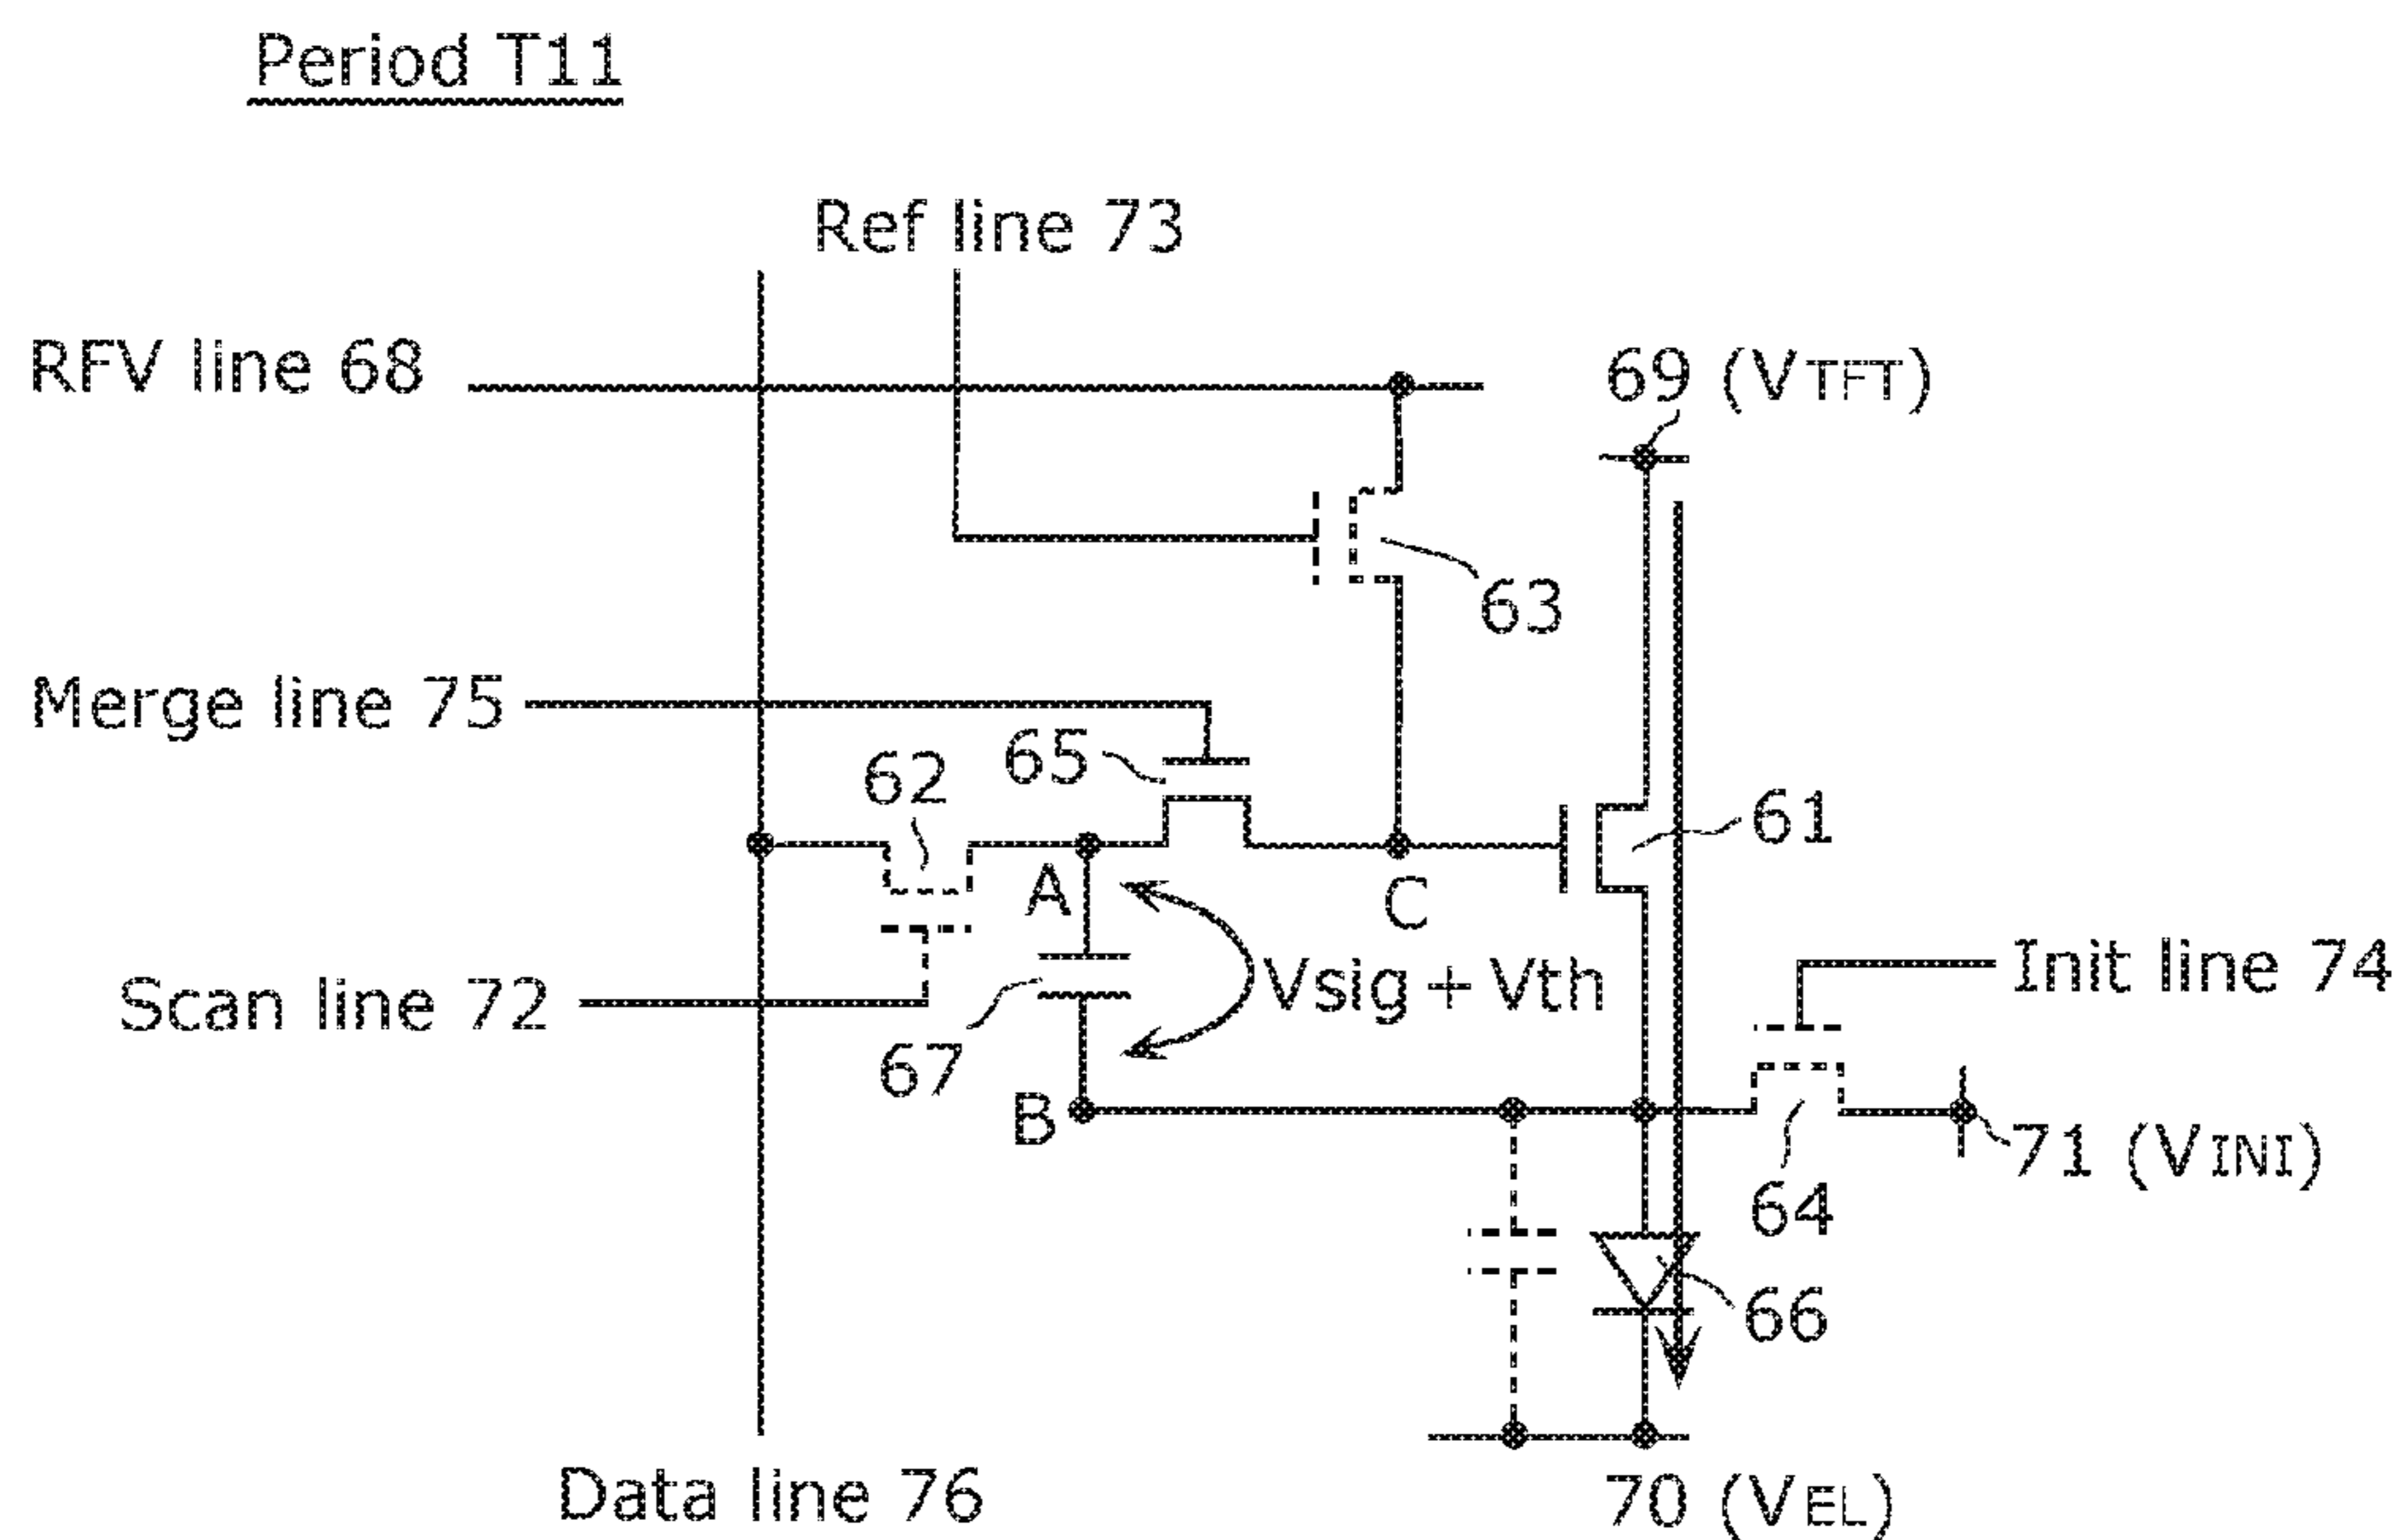 Period T11
Ref line 73
RFV line 68
69 (VTFT)
63
Merge line 75
65
62
61
A
C
Vsig + Vth
Init line 74
Scan line 72
67
B
71 (VINI)
64
66
Data line 76
70 (VEL)